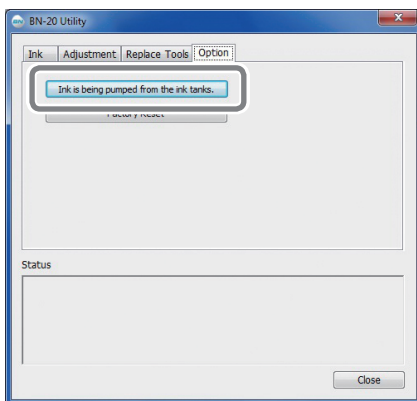 BN-20 Utility
Ink Adjustment Replace Tools Option
Ink is being pumped from the ink tanks.
Factory Reset
Status
Close